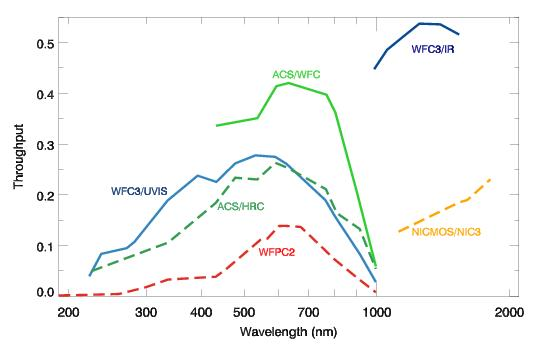 0.5
WFC3/IR
ACS/WFC
0.4
0.3
Throughput
WFC3/UVIS
0.2
ACS/HRC
NICMOS/NIC3
0.1
WFPC2
0.0
200 300 400 500 700 1000 2000
Wavelength (nm)